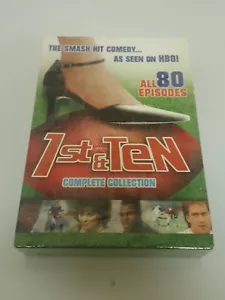 THE SMASH HIT COMEDY...
AS SEEN ON HBO!
ALL 80
EPISODES
1st & TEN
COMPLETE COLLECTION